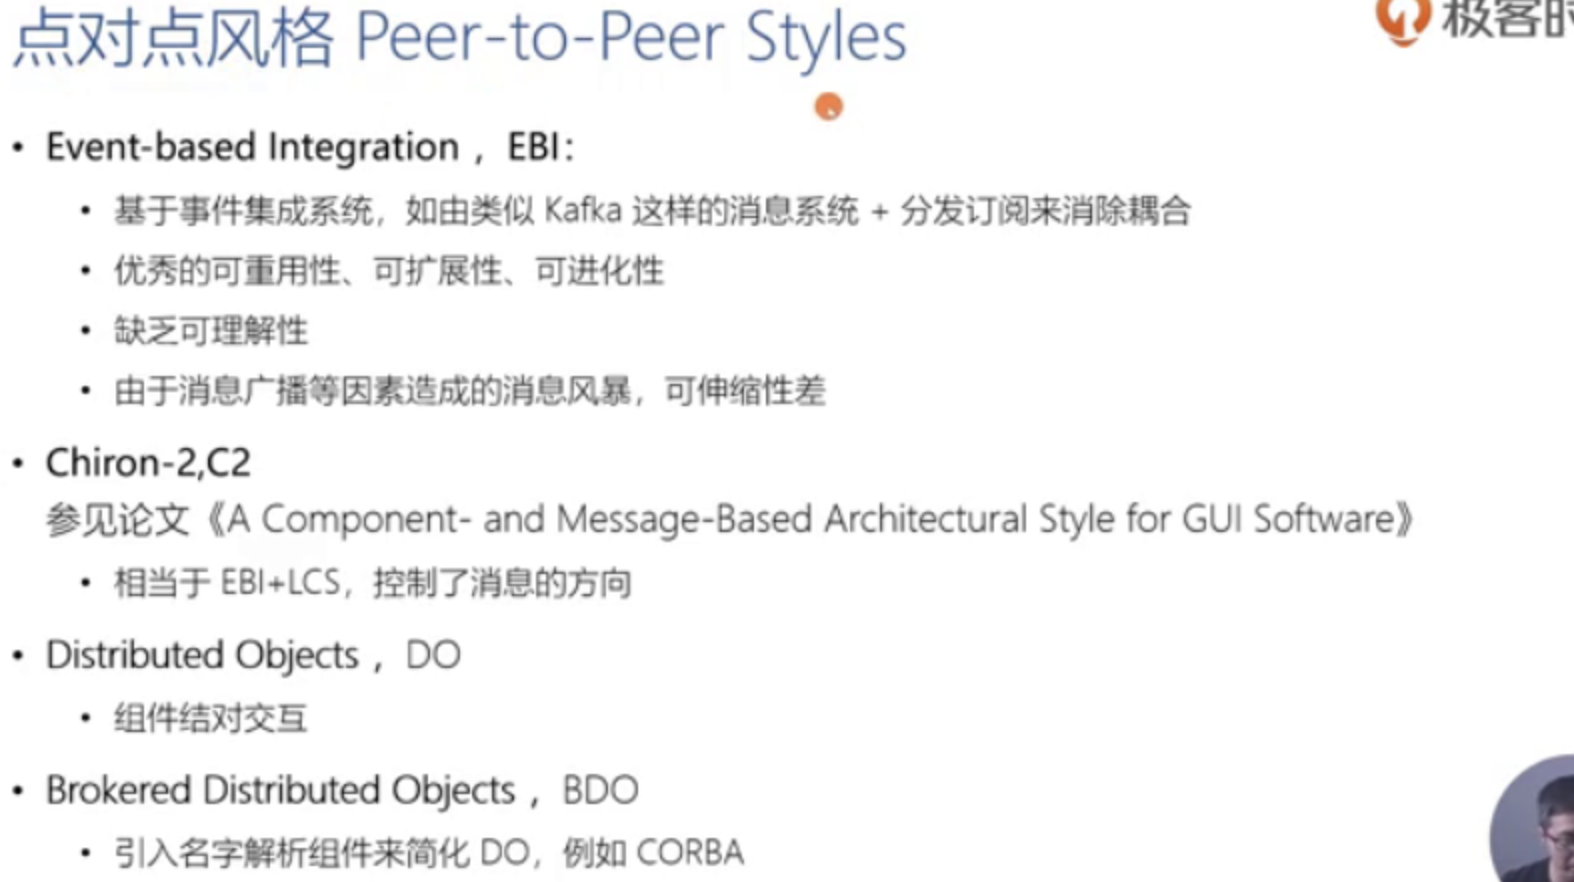 点对点风格 Peer-to-Peer Styles
极客时
• Event-based Integration ，EBI：
• 基于事件集成系统，如由类似 Kafka 这样的消息系统 + 分发订阅来消除耦合
• 优秀的可重用性、可扩展性、可进化性
• 缺乏可理解性
• 由于消息广播等因素造成的消息风暴，可伸缩性差
• Chiron-2,C2
参见论文《A Component- and Message-Based Architectural Style for GUI Software》
• 相当于 EBI+LCS，控制了消息的方向
• Distributed Objects ，DO
• 组件结对交互
• Brokered Distributed Objects ，BDO
• 引入名字解析组件来简化 DO，例如 CORBA